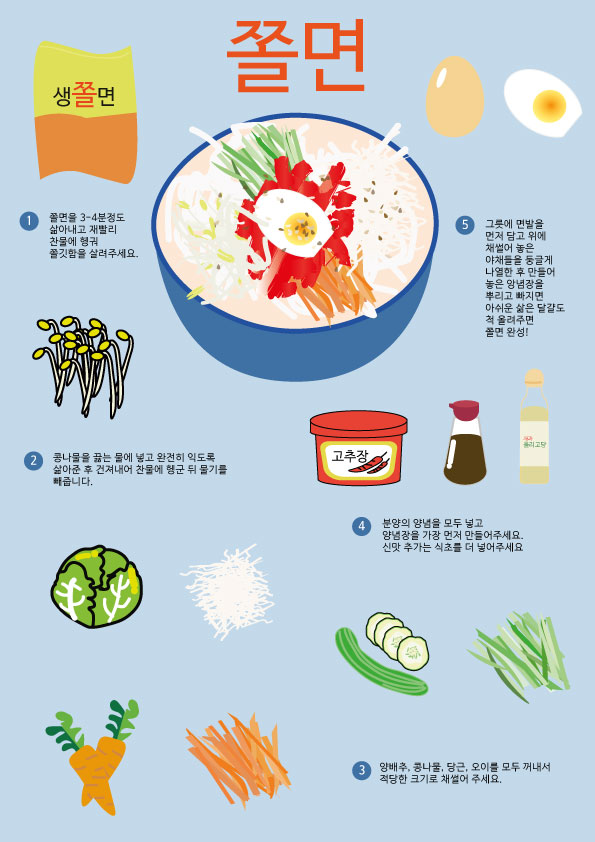 쫄면
생쫄면
1
쫄면을 3-4분정도
삶아내고 재빨리
찬물에 헹궈
쫄깃함을 살려주세요.
2
콩나물을 끓는 물에 넣고 완전히 익도록
삶아준 후 건져내어 찬물에 헹군 뒤 물기를
빼줍니다.
3
양배추, 콩나물, 당근, 오이를 모두 꺼내서
적당한 크기로 채썰어 주세요.
고추장
올리고당
4
분양의 양념을 모두 넣고
양념장을 가장 먼저 만들어주세요.
신맛 추가는 식초를 더 넣어주세요
5
그릇에 면발을
먼저 담고 위에
채썰어 놓은
야채들을 둥글게
나열한 후 만들어
놓은 양념장을
뿌리고 빠지면
아쉬운 삶은 달걀도
척 올려주면
쫄면 완성!